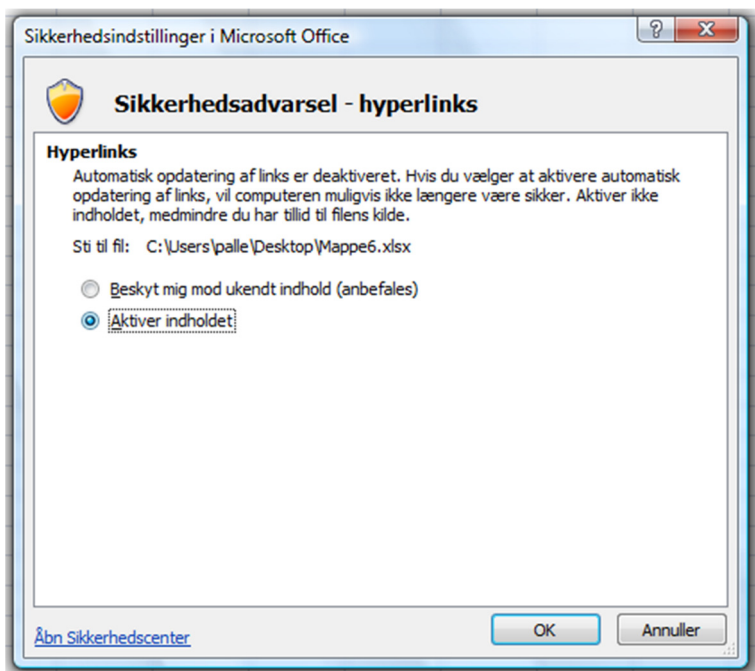 Sikkerhedsindstillinger i Microsoft Office
Sikkerhedsadvarsel - hyperlinks
Hyperlinks
Automatisk opdatering af links er deaktiveret. Hvis du vælger at aktivere automatisk
opdatering af links, vil computeren muligvis ikke længere være sikker. Aktiver ikke
indholdet, medmindre du har tillid til filens kilde.
Sti til fil: C:\Users\palle\Desktop\Mappe6.xlsx
Beskyt mig mod ukendt indhold (anbefales)
Aktiver indholdet
Åbn Sikkerhedscenter
OK
Annuller